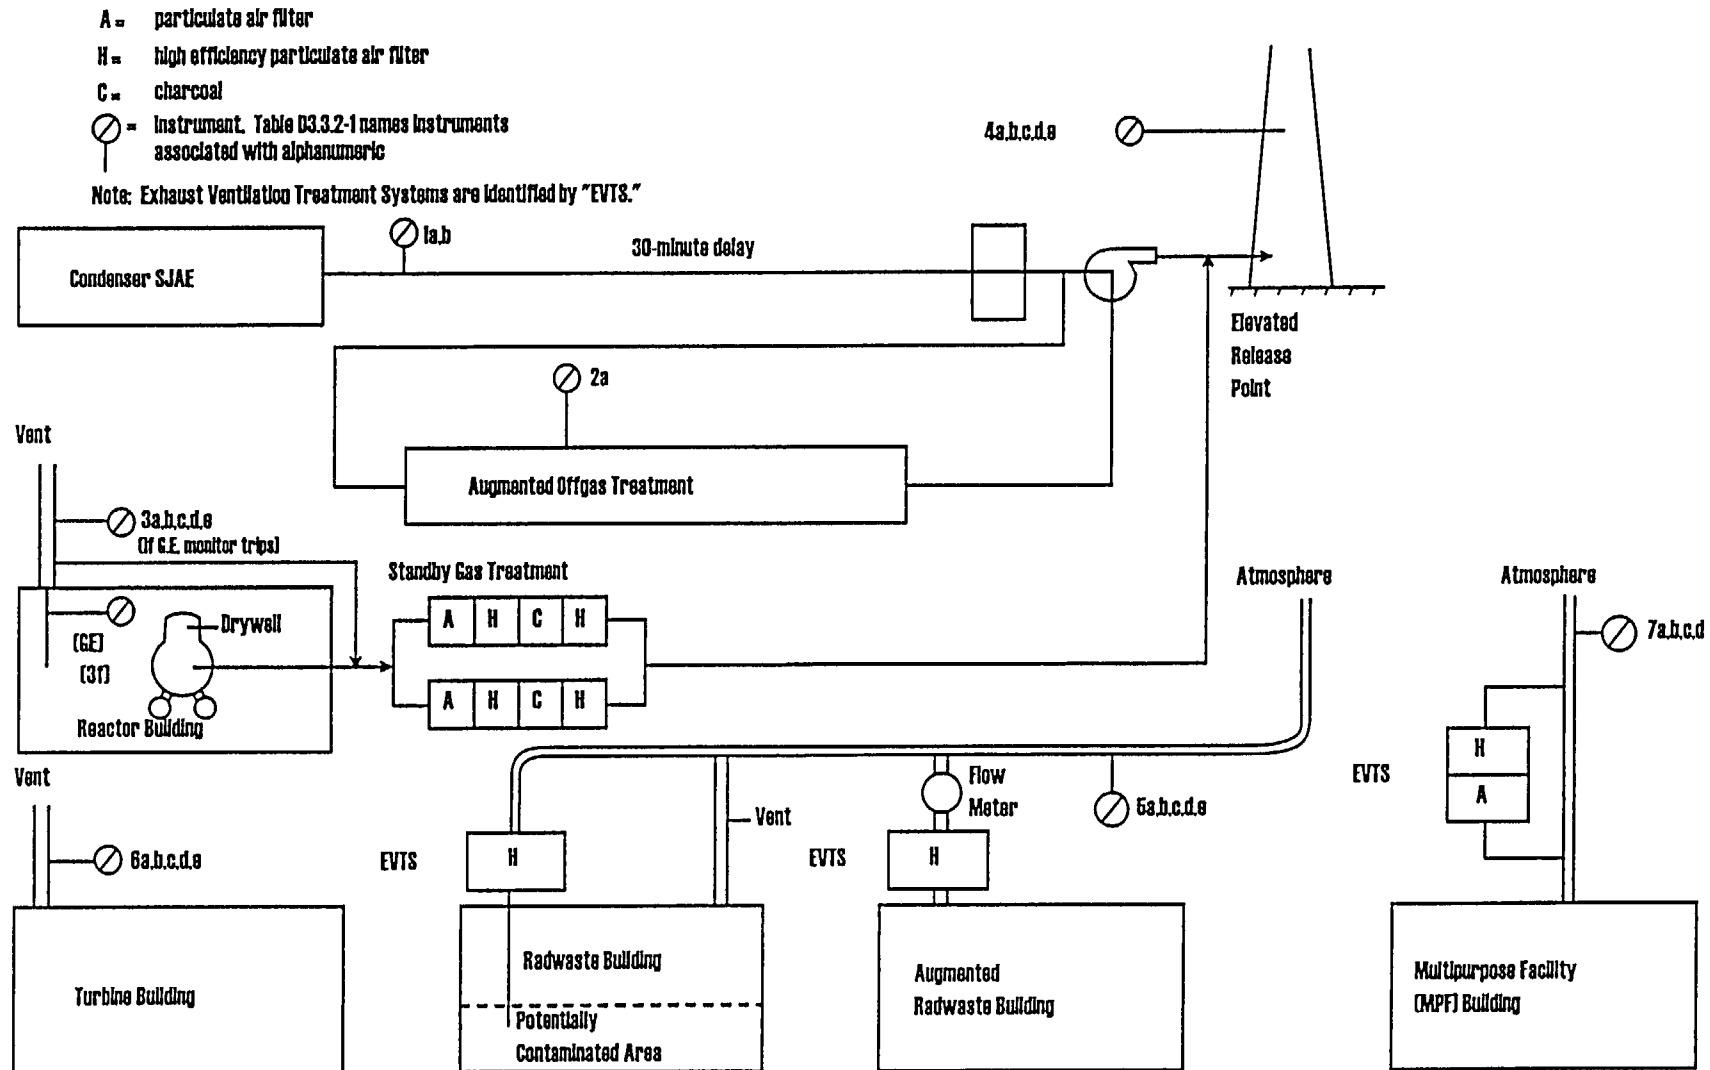 A = particulate air filter
H = high efficiency particulate air filter
C = charcoal
= Instrument. Table D3.3.2-1 names instruments
associated with alphanumeric
Note: Exhaust Ventilation Treatment Systems are identified by "EVTS."
4a,b,c,d,e
1a,b
30-minute delay
Condenser SJAE
Elevated
Release
Point
2a
Vent
Augmented Offgas Treatment
3a,b,c,d,e
(If G.E. monitor trips)
Standby Gas Treatment
Atmosphere
Atmosphere
A H C H
Drywell
(GE)
(3f)
7a,b,c,d
A H C H
Reactor Building
Vent
H
EVTS
A
Flow
Meter
5a,b,c,d,e
Vent
6a,b,c,d,e
EVTS
H
EVTS
H
Radwaste Building
Augmented
Radwaste Building
Multipurpose Facility
(MPF) Building
Turbine Building
Potentially
Contaminated Area